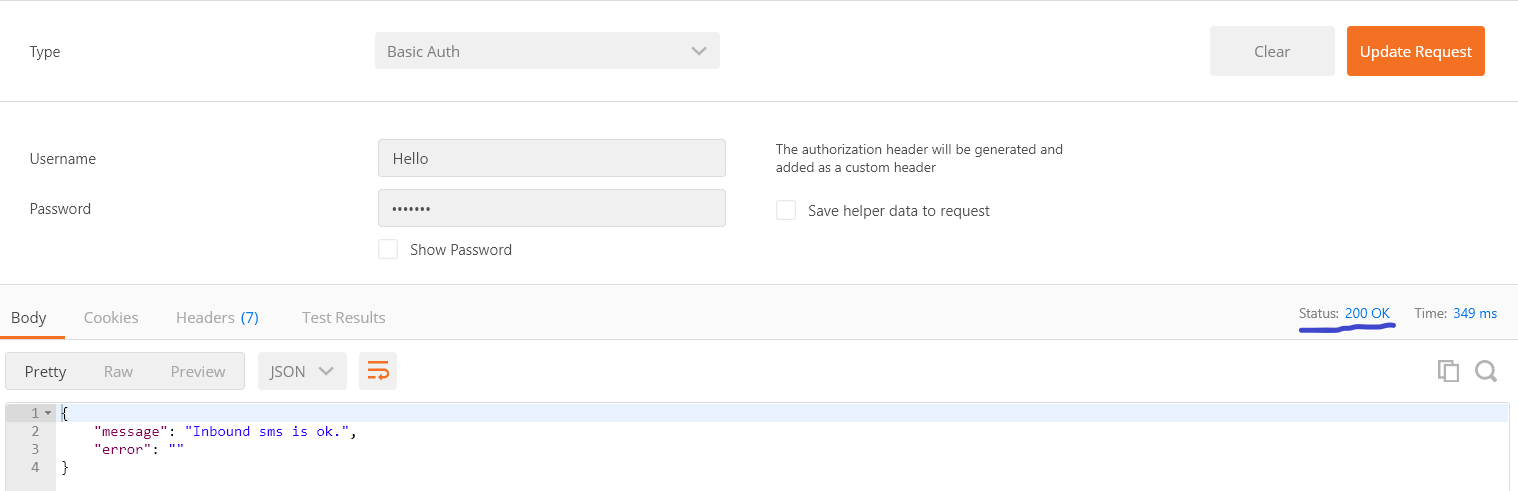 Type
Basic Auth
Clear
Update Request
Username
Hello
The authorization header will be generated and
added as a custom header
Password
•••••••
Save helper data to request
Show Password
Body Cookies Headers (7) Test Results
Status: 200 OK Time: 349 ms
Pretty Raw Preview JSON
1 {
2 "message": "Inbound sms is ok.",
3 "error": ""
4 }